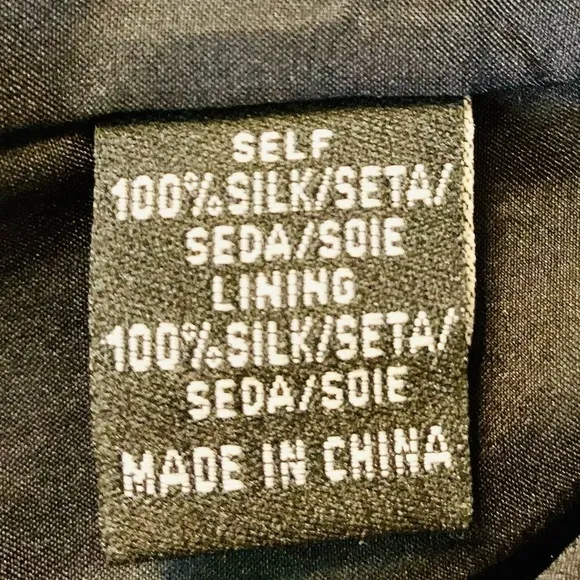 SELF
100%SILK/SETA/
SEDA/SOIE
LINING
100%SILK/SETA/
SEDA/SOIE
MADE IN CHINA